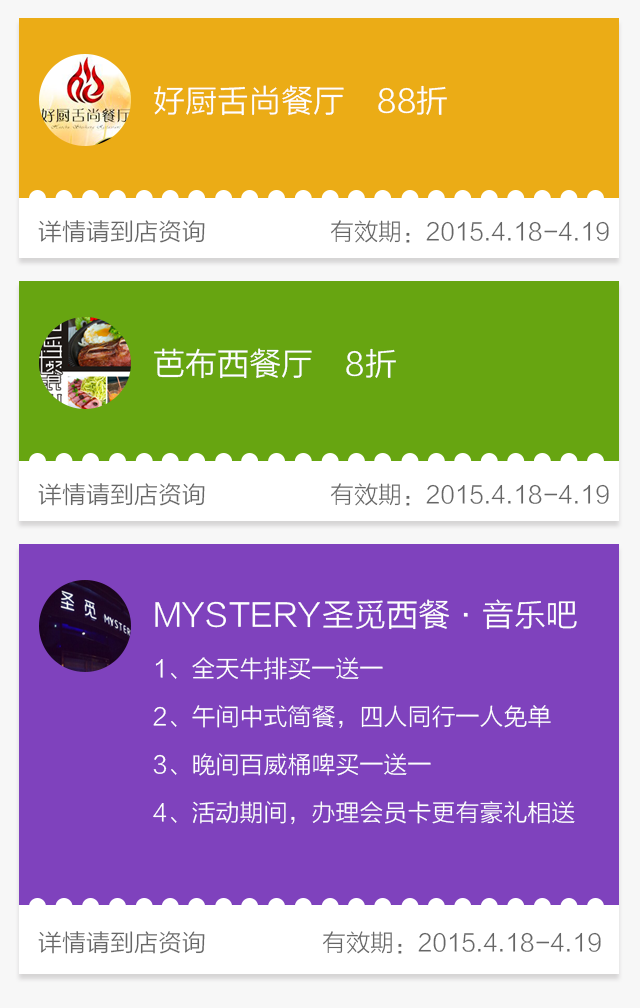 好厨舌尚餐厅
好厨舌尚餐厅 88折
详情请到店咨询 有效期：2015.4.18-4.19
芭布西餐厅 8折
详情请到店咨询 有效期：2015.4.18-4.19
圣觅
MYSTER
MYSTERY圣觅西餐·音乐吧
1、全天牛排买一送一
2、午间中式简餐，四人同行一人免单
3、晚间百威桶啤买一送一
4、活动期间，办理会员卡更有豪礼相送
详情请到店咨询 有效期：2015.4.18-4.19